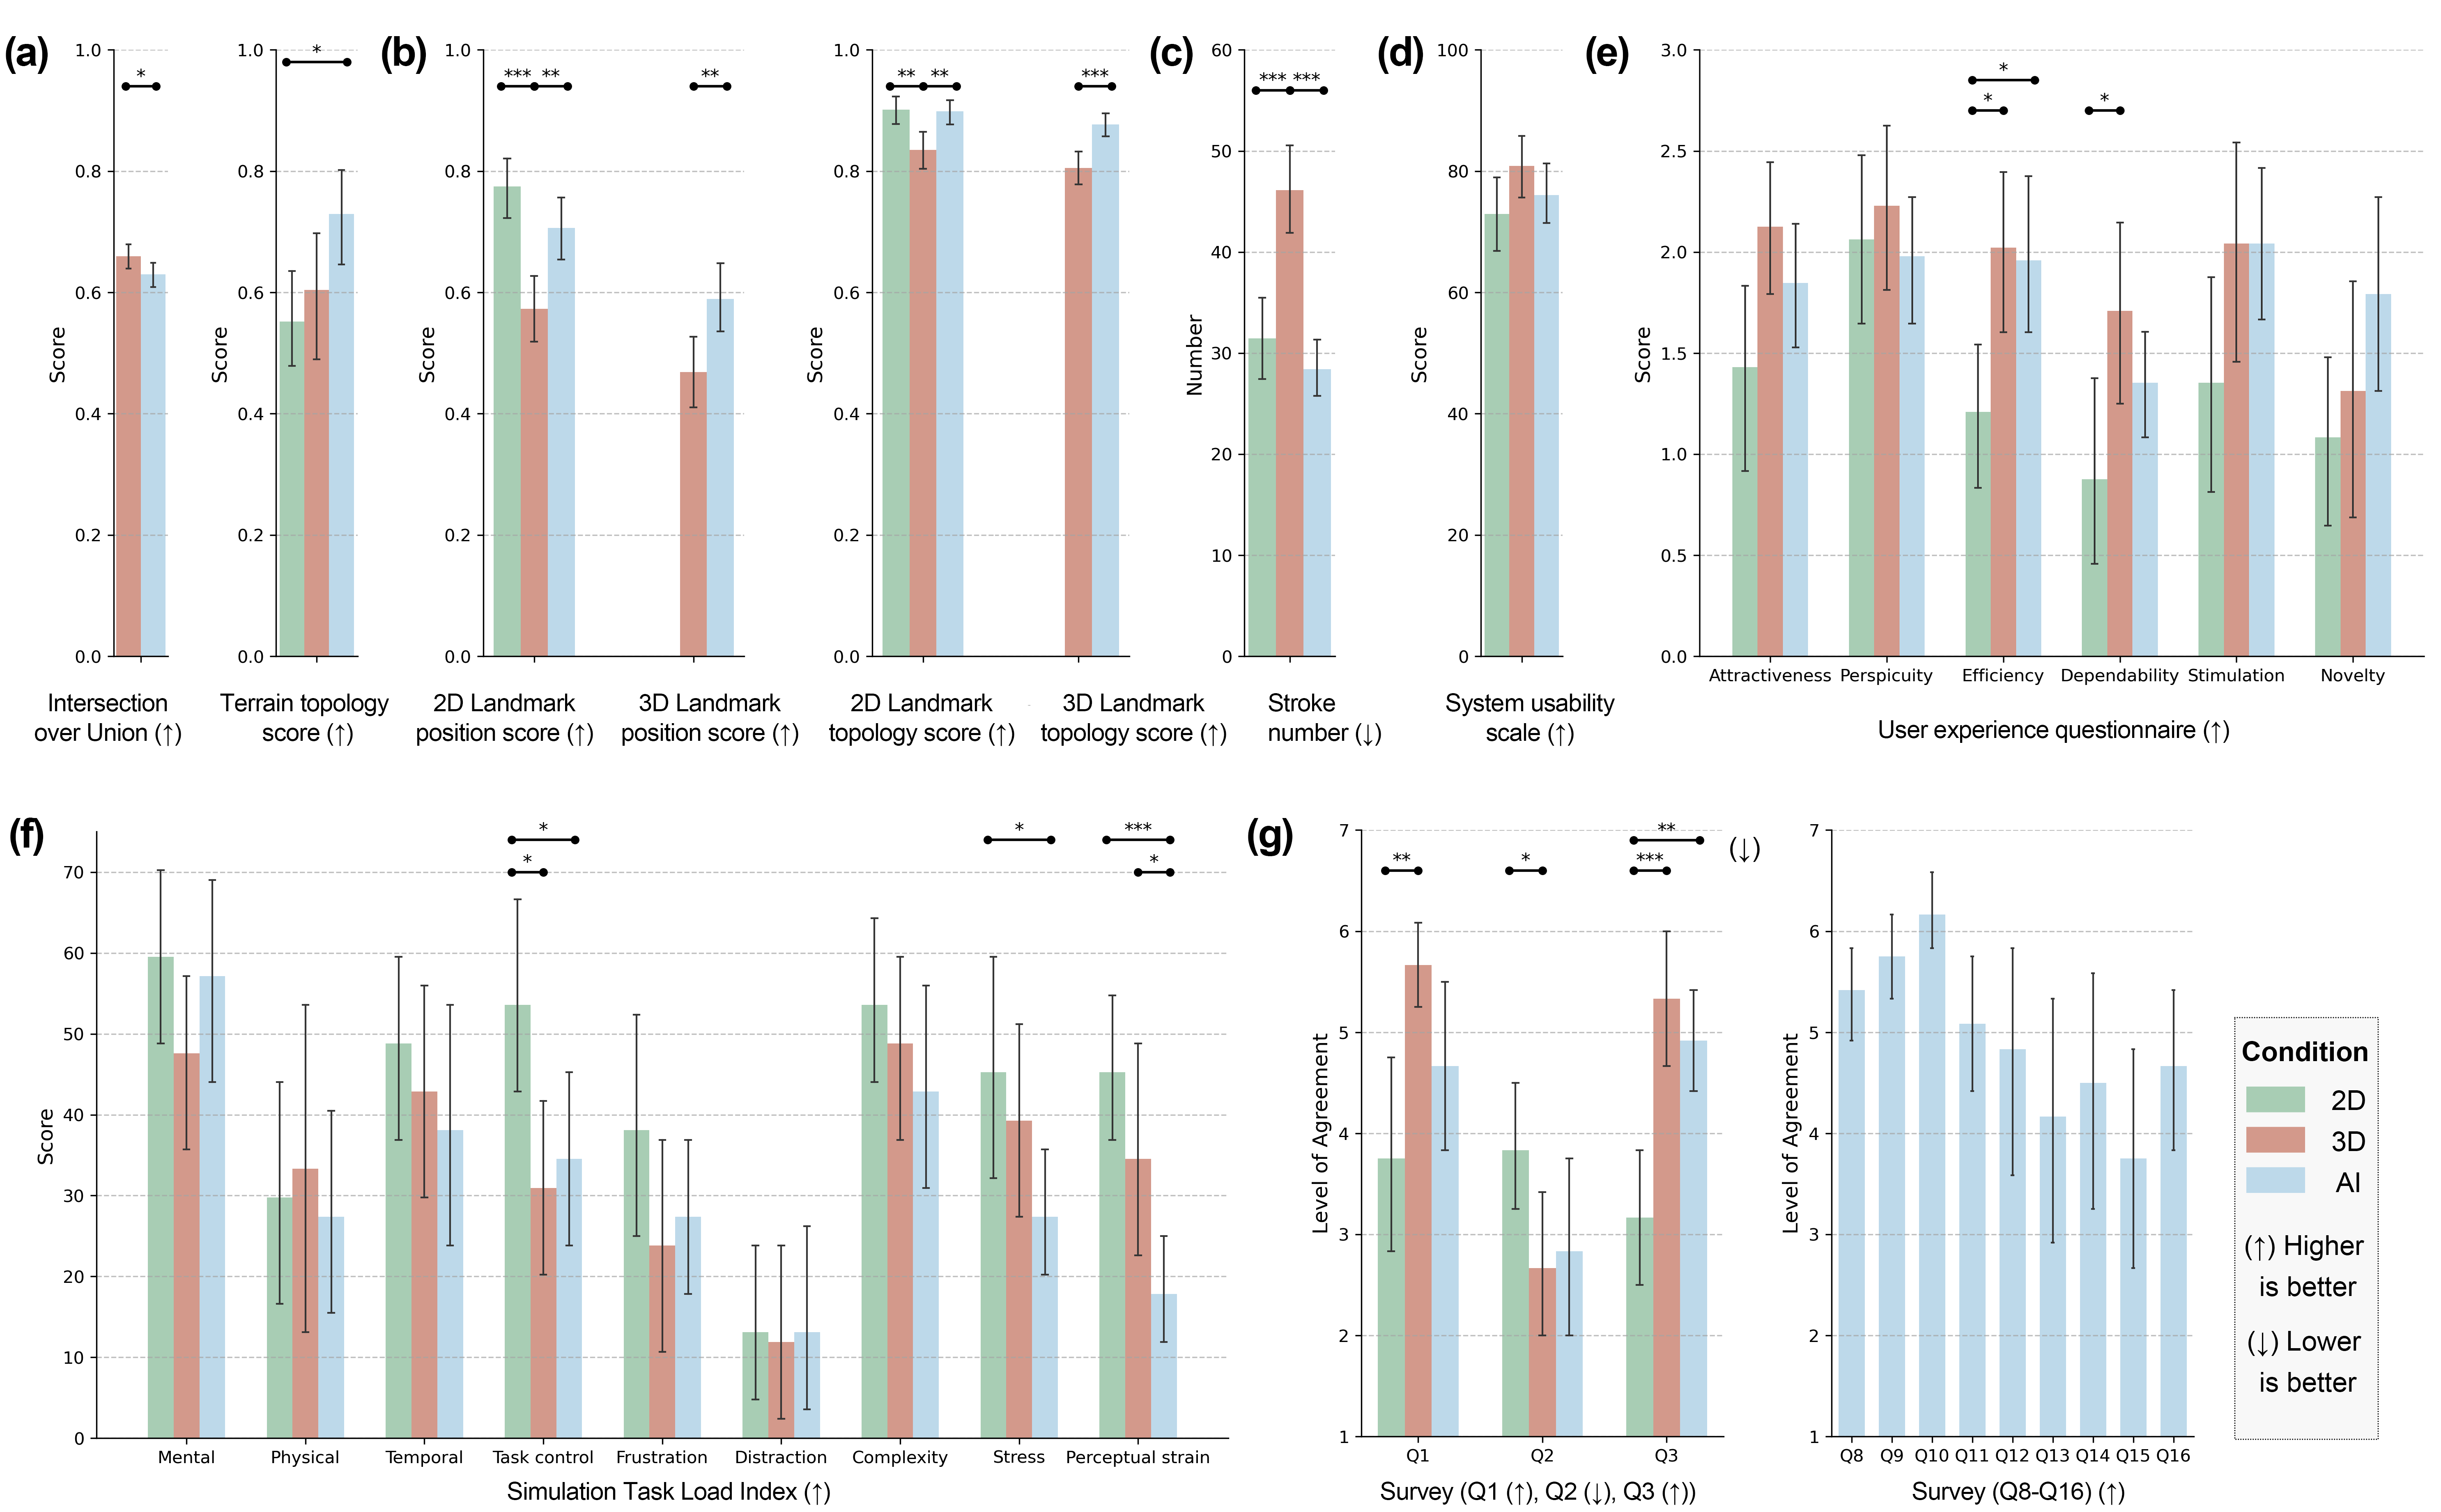 (a)
1.0
0.8
0.6
0.4
0.2
0.0
Score
*
Intersection
over Union (↑)
1.0
0.8
0.6
0.4
0.2
0.0
Score
*
Terrain topology
score (↑)
(b)
1.0
0.8
0.6
0.4
0.2
0.0
Score
*** **
**
2D Landmark
position score (↑)
3D Landmark
position score (↑)
1.0
0.8
0.6
0.4
0.2
0.0
Score
** **
***
2D Landmark
topology score (↑)
3D Landmark
topology score (↑)
(c)
60
50
40
30
20
10
0
Number
*** ***
Stroke
number (↓)
(d)
100
80
60
40
20
0
Score
System usability
scale (↑)
(e)
3.0
2.5
2.0
1.5
1.0
0.5
0.0
Score
*
*
*
Attractiveness Perspicuity Efficiency Dependability Stimulation Novelty
User experience questionnaire (↑)
(f)
70
60
50
40
30
20
10
0
Score
*
*
*
***
*
Mental Physical Temporal Task control Frustration Distraction Complexity Stress Perceptual strain
Simulation Task Load Index (↑)
(g)
7
6
5
4
3
2
1
Level of Agreement
**
*
**
***
Q1 Q2 Q3
Survey (Q1 (↑), Q2 (↓), Q3 (↑))
(↓)
7
6
5
4
3
2
1
Level of Agreement
Q8 Q9 Q10 Q11 Q12 Q13 Q14 Q15 Q16
Survey (Q8-Q16) (↑)
Condition
2D
3D
AI
(↑) Higher
is better
(↓) Lower
is better